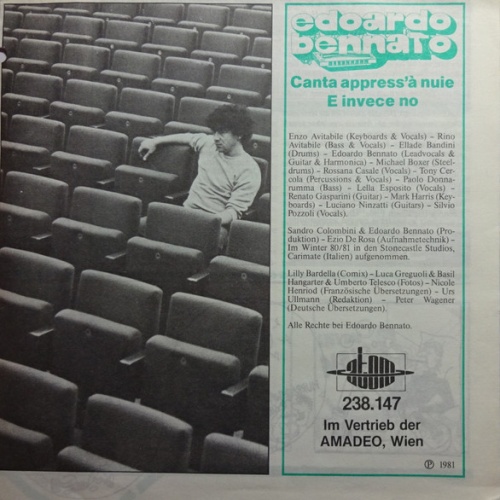 edoardo
bennato
Canta appress'à nuie
E invece no
Enzo Avitabile (Keyboards & Vocals) – Rino
Avitabile (Bass & Vocals) – Ellade Bandini
(Drums) – Edoardo Bennato (Leadvocals &
Guitar & Harmonica) – Michael Boxer (Steel-
drums) – Rossana Casale (Vocals) – Tony Cer-
cola (Percussions & Vocals) – Paolo Donna-
rumma (Bass) – Lella Esposito (Vocals) –
Renato Gasparini (Guitar) – Mark Harris (Key-
boards) – Luciano Ninzatti (Guitars) – Silvio
Pozzoli (Vocals).
Sandro Colombini & Edoardo Bennato (Pro-
duktion) – Ezio De Rosa (Aufnahmetechnik) –
Im Winter 80/81 in den Stonecastle Studios,
Carimate (Italien) aufgenommen.
Lilly Bardella (Comix) – Luca Greguoli & Basil
Hangarter & Umberto Telesco (Fotos) – Nicole
Henriod (Französische Übersetzungen) – Urs
Ullmann (Redaktion) – Peter Wagener
(Deutsche Übersetzungen).
Alle Rechte bei Edoardo Bennato.
238.147
Im Vertrieb der
AMADEO, Wien
℗ 1981